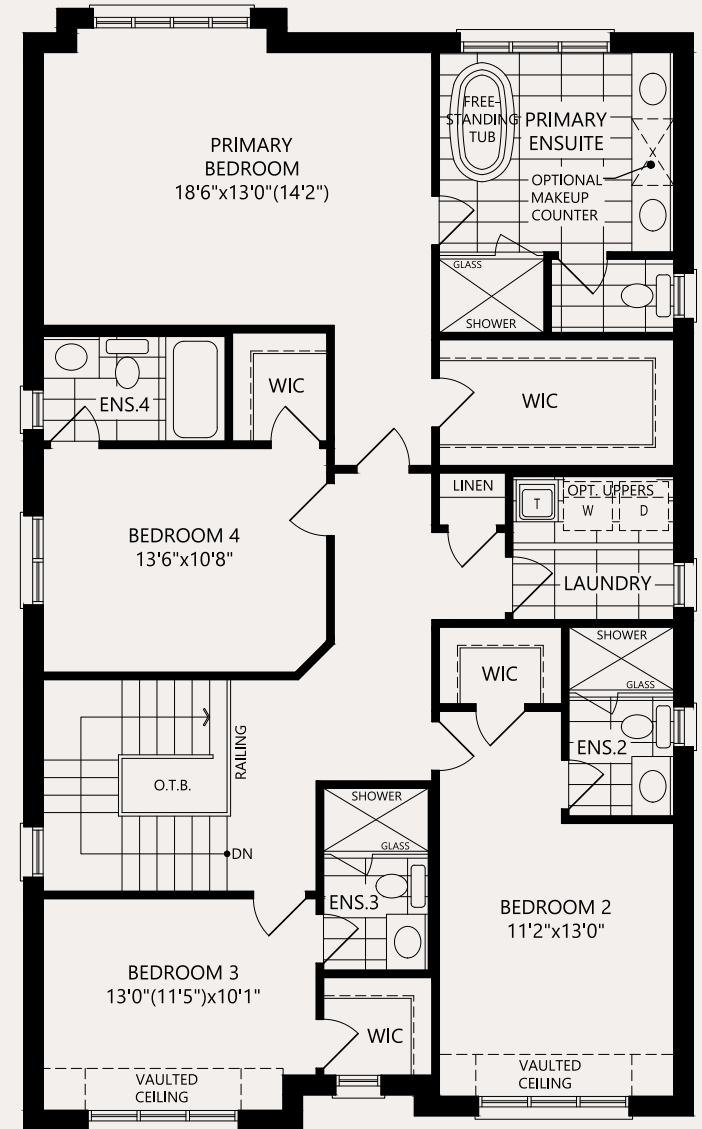 PRIMARY
BEDROOM
18'6"x13'0"(14'2")
FREE-
STANDING
TUB
PRIMARY
ENSUITE
X
OPTIONAL
MAKEUP
COUNTER
GLASS
SHOWER
ENS.4
WIC
WIC
LINEN
OPT. UPPERS
T
W
D
BEDROOM 4
13'6"x10'8"
LAUNDRY
SHOWER
GLASS
WIC
ENS.2
RAILING
O.T.B.
DN
SHOWER
GLASS
ENS.3
BEDROOM 2
11'2"x13'0"
BEDROOM 3
13'0"(11'5")x10'1"
WIC
VAULTED
CEILING
VAULTED
CEILING